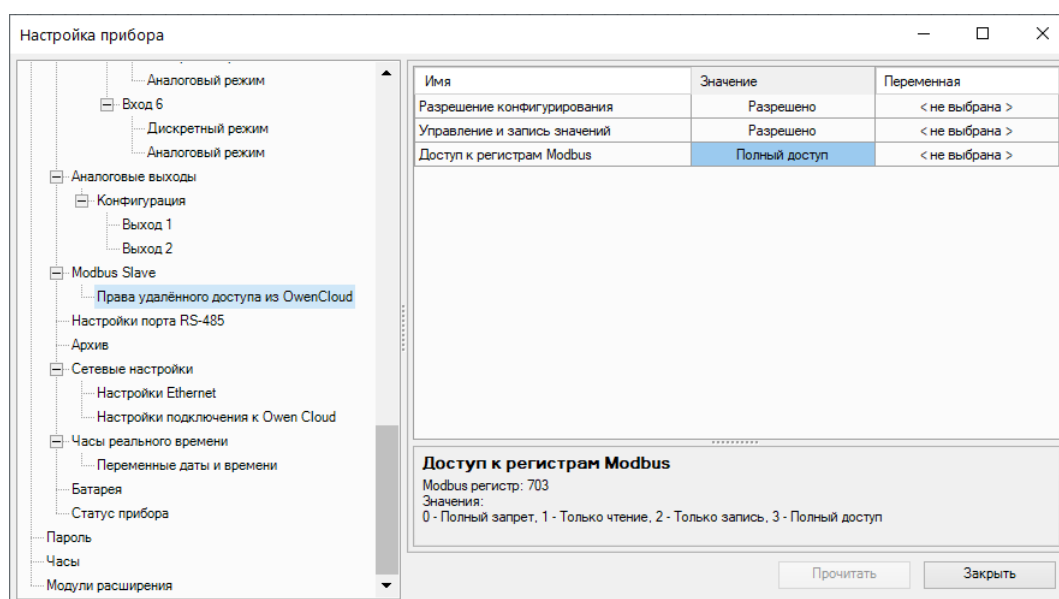 Настройка прибора
Аналоговый режим
Вход 6
Дискретный режим
Аналоговый режим
Аналоговые выходы
Конфигурация
Выход 1
Выход 2
Modbus Slave
Права удалённого доступа из OwenCloud
Настройки порта RS-485
Архив
Сетевые настройки
Настройки Ethernet
Настройки подключения к Owen Cloud
Часы реального времени
Переменные даты и времени
Батарея
Статус прибора
Пароль
Часы
Модули расширения
Имя Значение Переменная
Разрешение конфигурирования Разрешено < не выбрана >
Управление и запись значений Разрешено < не выбрана >
Доступ к регистрам Modbus Полный доступ < не выбрана >
Доступ к регистрам Modbus
Modbus регистр: 703
Значения:
0 - Полный запрет, 1 - Только чтение, 2 - Только запись, 3 - Полный доступ
Прочитать Закрыть